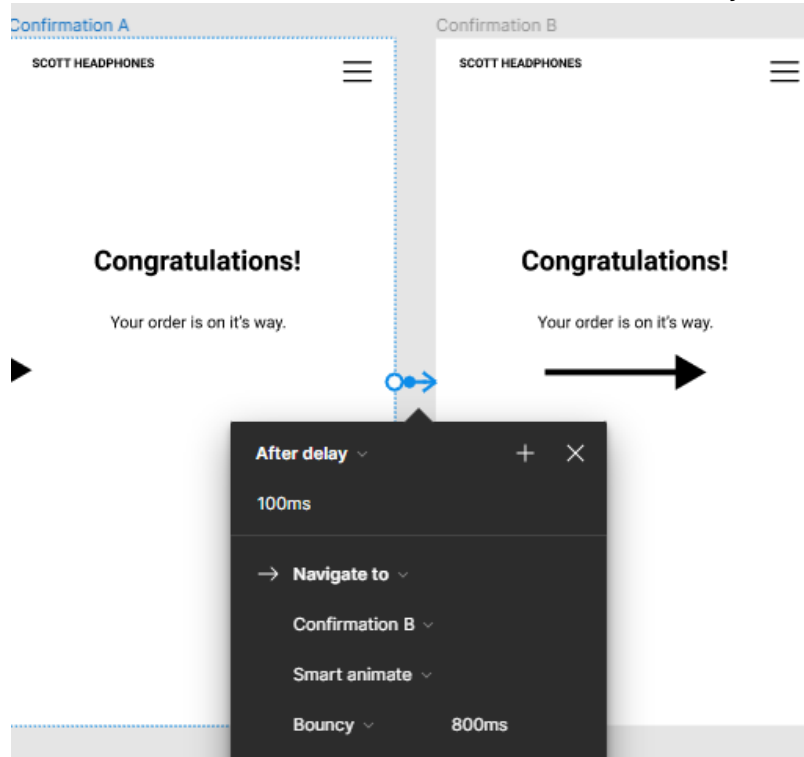 Confirmation A
Confirmation B
SCOTT HEADPHONES
SCOTT HEADPHONES
Congratulations!
Congratulations!
Your order is on it's way.
Your order is on it's way.
After delay
100ms
Navigate to
Confirmation B
Smart animate
Bouncy 800ms